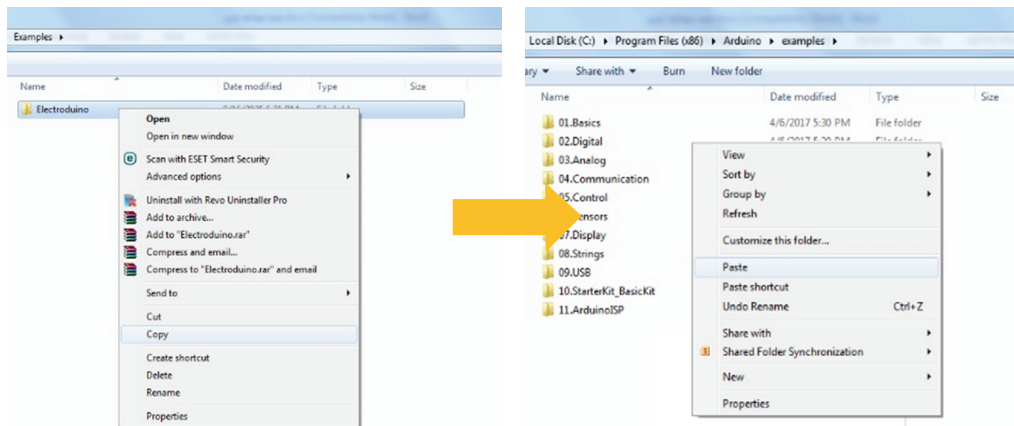 Examples
Name Date modified Type Size
Electroduino
Open
Open in new window
Scan with ESET Smart Security
Advanced options
Uninstall with Revo Uninstaller Pro
Add to archive...
Add to "Electroduino.rar"
Compress and email...
Compress to "Electroduino.rar" and email
Send to
Cut
Copy
Create shortcut
Delete
Rename
Properties
Local Disk (C:) Program Files (x86) Arduino examples
ary Share with Burn New folder
Name Date modified Type Size
01.Basics 4/6/2017 5:30 PM File folder
02.Digital
03.Analog
04.Communication
05.Control
ensors
07.Display
08.Strings
09.USB
10.StarterKit_BasicKit
11.ArduinoISP
View
Sort by
Group by
Refresh
Customize this folder...
Paste
Paste shortcut
Undo Rename Ctrl+Z
Share with
Shared Folder Synchronization
New
Properties